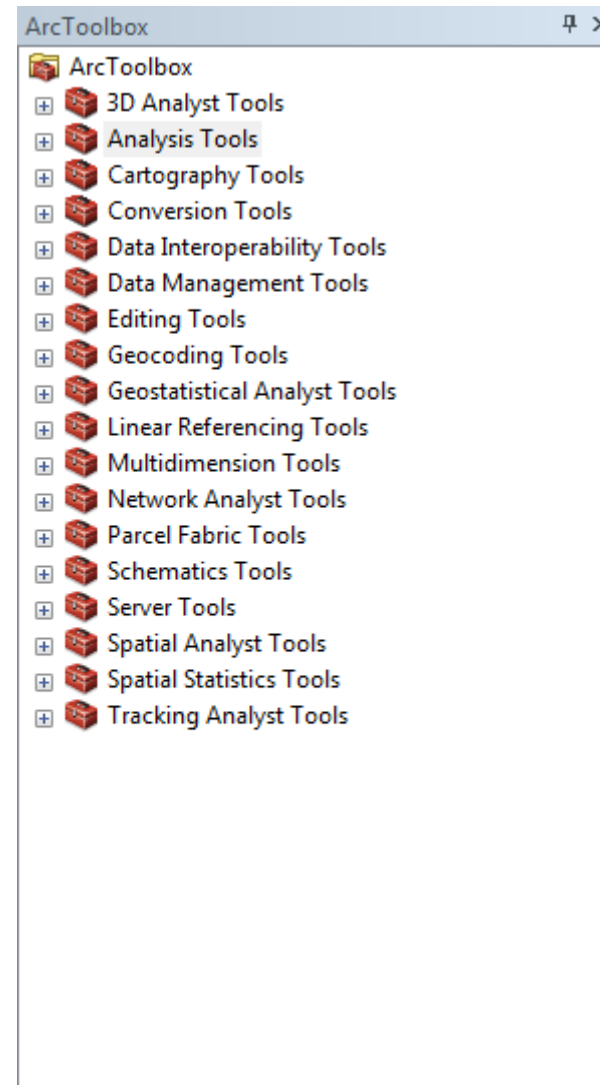 ArcToolbox
ArcToolbox
3D Analyst Tools
Analysis Tools
Cartography Tools
Conversion Tools
Data Interoperability Tools
Data Management Tools
Editing Tools
Geocoding Tools
Geostatistical Analyst Tools
Linear Referencing Tools
Multidimension Tools
Network Analyst Tools
Parcel Fabric Tools
Schematics Tools
Server Tools
Spatial Analyst Tools
Spatial Statistics Tools
Tracking Analyst Tools